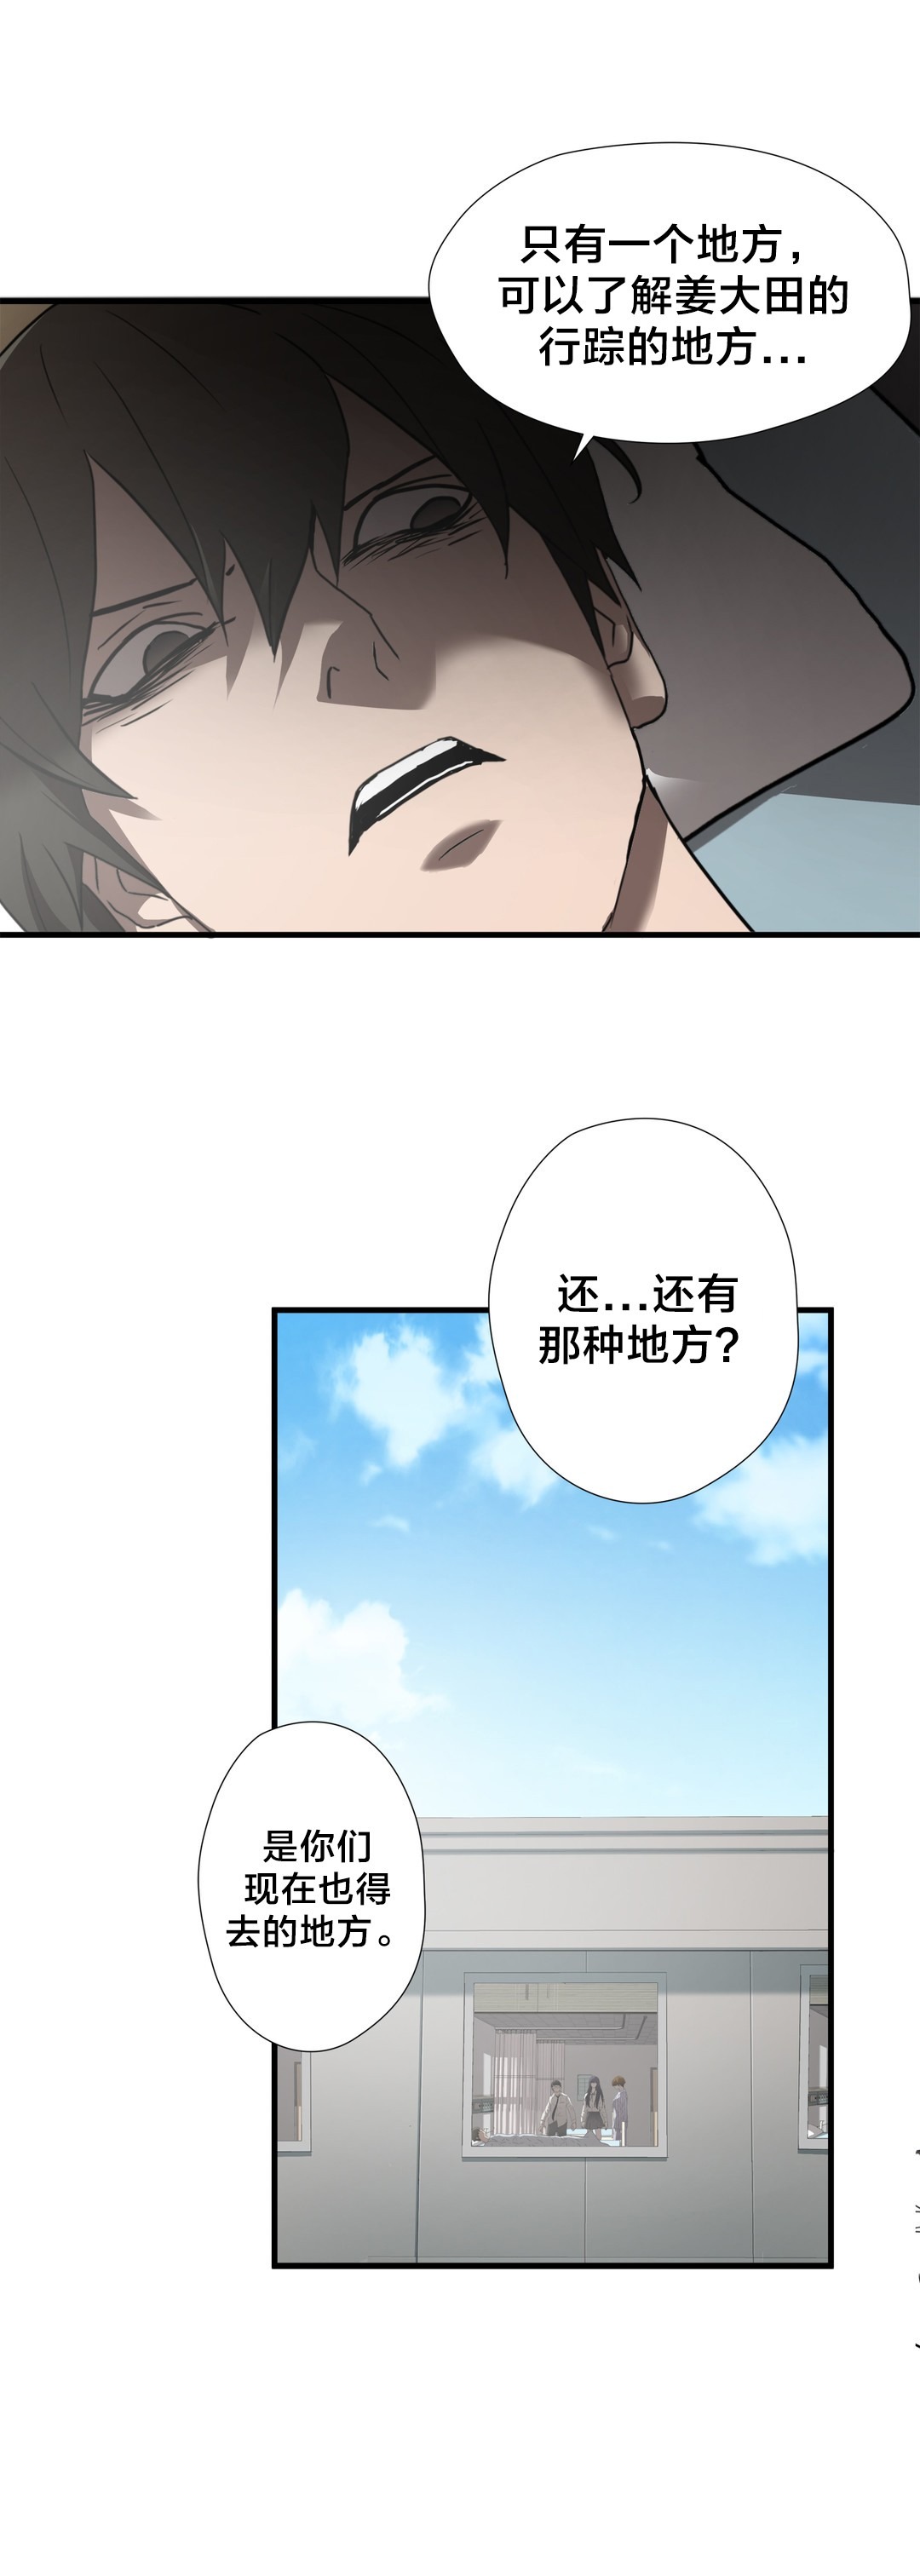 只有一个地方，
可以了解姜大田的
行踪的地方...
还...还有
那种地方？
是你们
现在也得
去的地方。